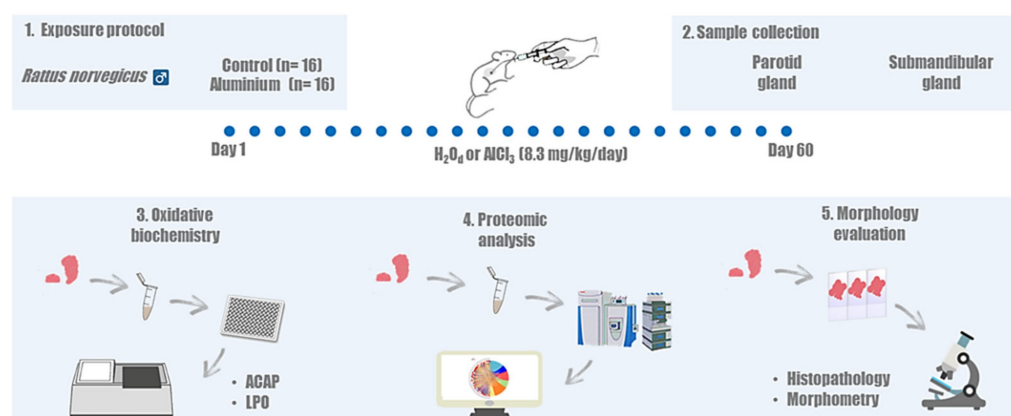 1. Exposure protocol
Rattus norvegicus ♂
Control (n= 16)
Aluminium (n= 16)
2. Sample collection
Parotid
gland
Submandibular
gland
Day 1
H₂Od or AlCl₃ (8.3 mg/kg/day)
Day 60
3. Oxidative
biochemistry
• ACAP
• LPO
4. Proteomic
analysis
5. Morphology
evaluation
• Histopathology
• Morphometry